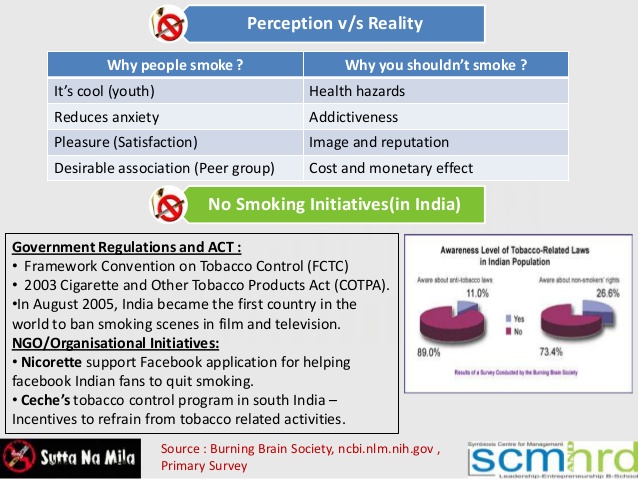 Perception v/s Reality
Why people smoke ? Why you shouldn’t smoke ?
It’s cool (youth) Health hazards
Reduces anxiety Addictiveness
Pleasure (Satisfaction) Image and reputation
Desirable association (Peer group) Cost and monetary effect
No Smoking Initiatives(in India)
Government Regulations and ACT :
• Framework Convention on Tobacco Control (FCTC)
• 2003 Cigarette and Other Tobacco Products Act (COTPA).
•In August 2005, India became the first country in the
world to ban smoking scenes in film and television.
NGO/Organisational Initiatives:
• Nicorette support Facebook application for helping
facebook Indian fans to quit smoking.
• Ceche’s tobacco control program in south India –
Incentives to refrain from tobacco related activities.
Awareness Level of Tobacco-Related Laws
in Indian Population
Aware about anti-tobacco laws Aware about non-smokers' rights
11.0% 26.6%
Yes
No
89.0% 73.4%
Results of a Survey Conducted by the Burning Brain Society
Sutta Na Mila
Source : Burning Brain Society, ncbi.nlm.nih.gov ,
Primary Survey
Symbiosis Centre for Management
AND
scmhrd
Leadership-Entrepreneurship B-School